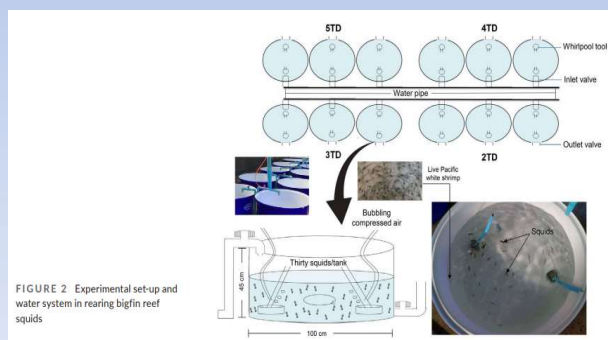 5TD
4TD
Whirlpool tool
Inlet valve
Water pipe
Outlet valve
3TD
2TD
Live Pacific
white shrimp
Bubbling
compressed air
Squids
Thirty squids/tank
45 cm
100 cm
FIGURE 2 Experimental set-up and
water system in rearing bigfin reef
squids